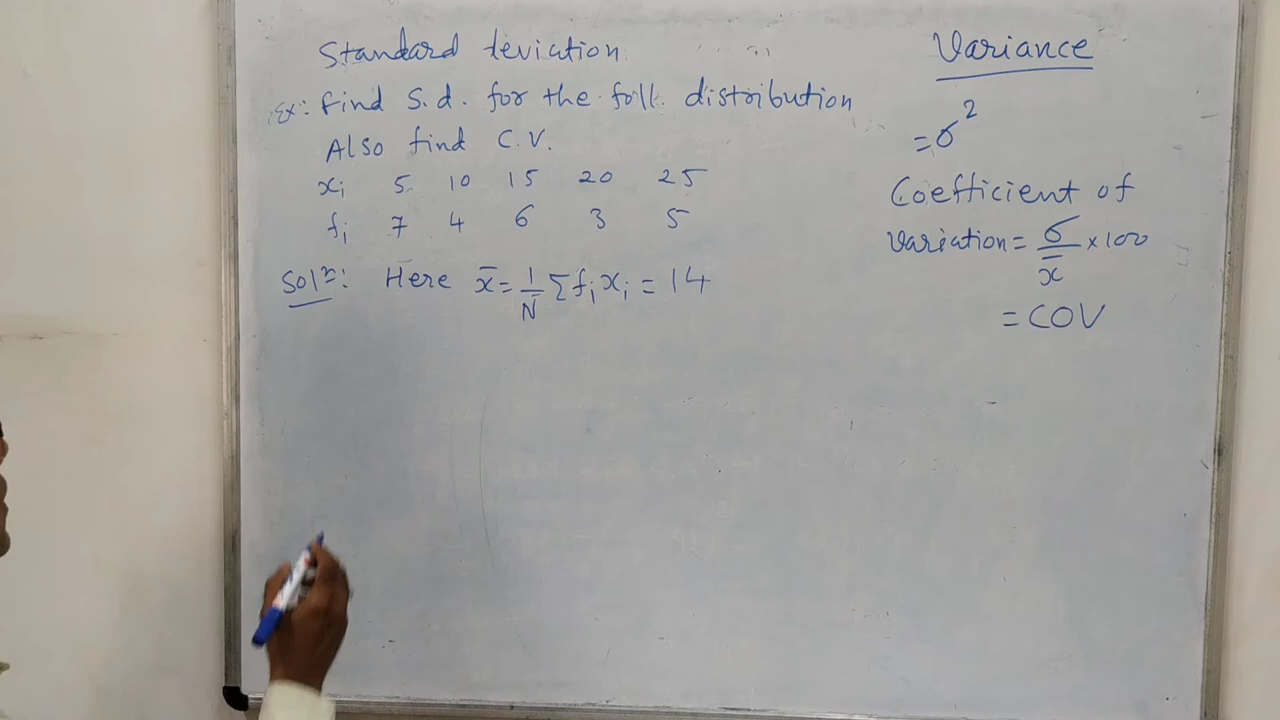 Standard deviation
Ex: Find S.d. for the foll. distribution
Also find C.V.
xᵢ 5 10 15 20 25
fᵢ 7 4 6 3 5
Solⁿ: Here x̄ = 1/N Σfᵢxᵢ = 14
Variance
= σ²
Coefficient of
Variation = σ/x̄ × 100
= COV